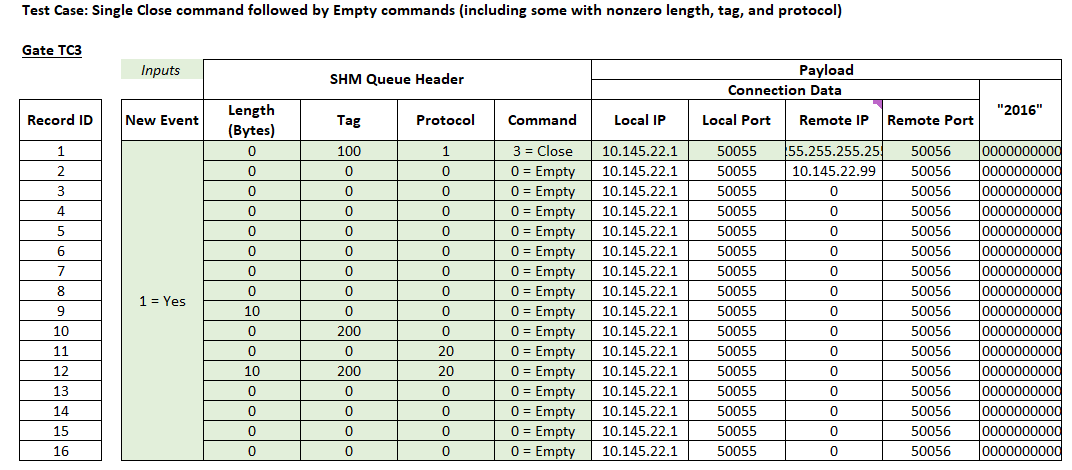 Test Case: Single Close command followed by Empty commands (including some with nonzero length, tag, and protocol)
Gate TC3
Inputs
SHM Queue Header
Payload
Connection Data
"2016"
Record ID New Event Length (Bytes) Tag Protocol Command Local IP Local Port Remote IP Remote Port
1 = Yes
1 0 100 1 3 = Close 10.145.22.1 50055 55.255.255.25 50056 0000000000
2 0 0 0 0 = Empty 10.145.22.1 50055 10.145.22.99 50056 0000000000
3 0 0 0 0 = Empty 10.145.22.1 50055 0 50056 0000000000
4 0 0 0 0 = Empty 10.145.22.1 50055 0 50056 0000000000
5 0 0 0 0 = Empty 10.145.22.1 50055 0 50056 0000000000
6 0 0 0 0 = Empty 10.145.22.1 50055 0 50056 0000000000
7 0 0 0 0 = Empty 10.145.22.1 50055 0 50056 0000000000
8 0 0 0 0 = Empty 10.145.22.1 50055 0 50056 0000000000
9 10 0 0 0 = Empty 10.145.22.1 50055 0 50056 0000000000
10 0 200 0 0 = Empty 10.145.22.1 50055 0 50056 0000000000
11 0 0 20 0 = Empty 10.145.22.1 50055 0 50056 0000000000
12 10 200 20 0 = Empty 10.145.22.1 50055 0 50056 0000000000
13 0 0 0 0 = Empty 10.145.22.1 50055 0 50056 0000000000
14 0 0 0 0 = Empty 10.145.22.1 50055 0 50056 0000000000
15 0 0 0 0 = Empty 10.145.22.1 50055 0 50056 0000000000
16 0 0 0 0 = Empty 10.145.22.1 50055 0 50056 0000000000